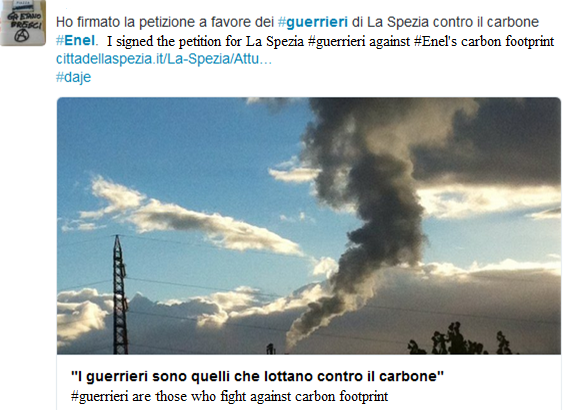 GAETANO BRESCI
Ho firmato la petizione a favore dei #guerrieri di La Spezia contro il carbone
#Enel. I signed the petition for La Spezia #guerrieri against #Enel's carbon footprint
cittadellaspezia.it/La-Spezia/Attu…
#daje
"I guerrieri sono quelli che lottano contro il carbone"
#guerrieri are those who fight against carbon footprint